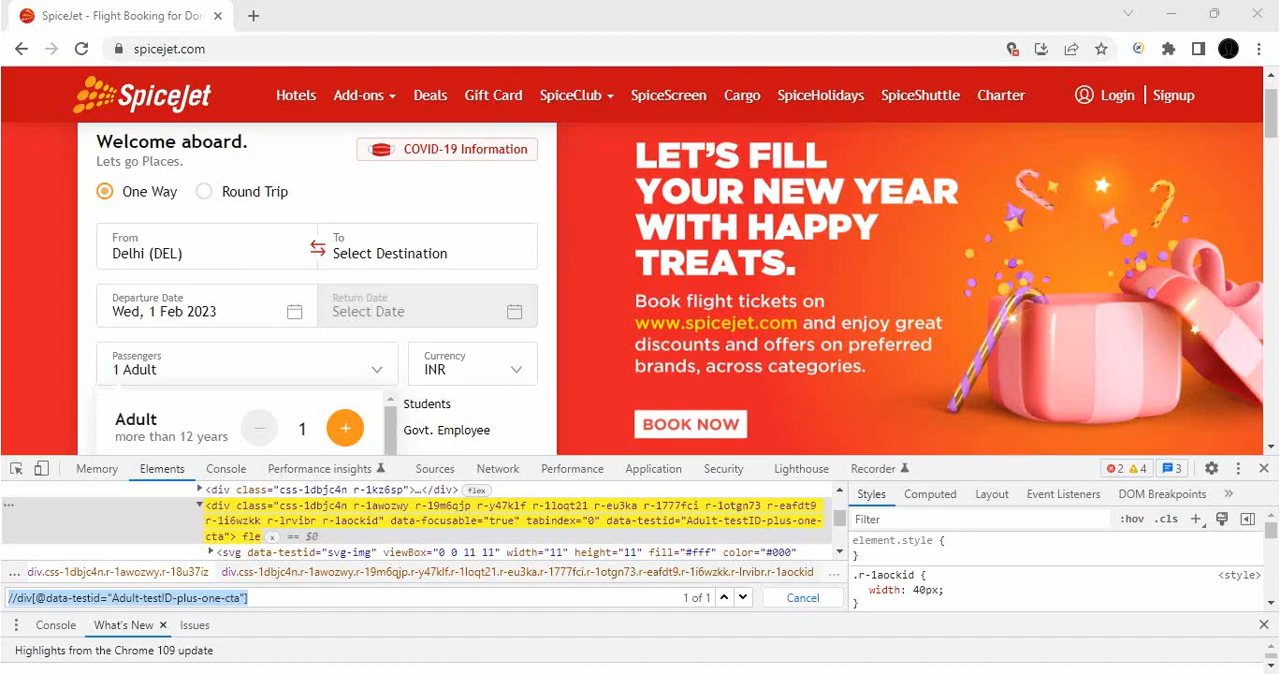 SpiceJet - Flight Booking for Dor
spicejet.com
SpiceJet
Hotels Add-ons Deals Gift Card SpiceClub SpiceScreen Cargo SpiceHolidays SpiceShuttle Charter Login | Signup
Welcome aboard.
Lets go Places.
COVID-19 Information
One Way Round Trip
From
Delhi (DEL)
To
Select Destination
Departure Date
Wed, 1 Feb 2023
Return Date
Select Date
Passengers
1 Adult
Currency
INR
Adult
more than 12 years
− 1 +
Students
Govt. Employee
LET'S FILL
YOUR NEW YEAR
WITH HAPPY
TREATS.
Book flight tickets on
www.spicejet.com and enjoy great
discounts and offers on preferred
brands, across categories.
BOOK NOW
Memory Elements Console Performance insights Sources Network Performance Application Security Lighthouse Recorder 2 4 3
<div class="css-1dbjc4n r-1kz6sp">…</div> flex
<div class="css-1dbjc4n r-1awozwy r-19m6qjp r-y47klf r-1loqt21 r-eu3ka r-1777fci r-1otgn73 r-eafdt9
r-1i6wzkk r-lrvibr r-1aockid" data-focusable="true" tabindex="0" data-testid="Adult-testID-plus-one-
cta"> fle x == $0
<svg data-testid="svg-img" viewBox="0 0 11 11" width="11" height="11" fill="#fff" color="#000"
... div.css-1dbjc4n.r-1awozwy.r-18u37iz div.css-1dbjc4n.r-1awozwy.r-19m6qjp.r-y47klf.r-1loqt21.r-eu3ka.r-1777fci.r-1otgn73.r-eafdt9.r-1i6wzkk.r-lrvibr.r-1aockid ...
//div[@data-testid="Adult-testID-plus-one-cta"] 1 of 1 Cancel
Styles Computed Layout Event Listeners DOM Breakpoints »
Filter :hov .cls +
element.style {
}
.r-1aockid { <style>
width: 40px;
}
Console What's New × Issues
Highlights from the Chrome 109 update